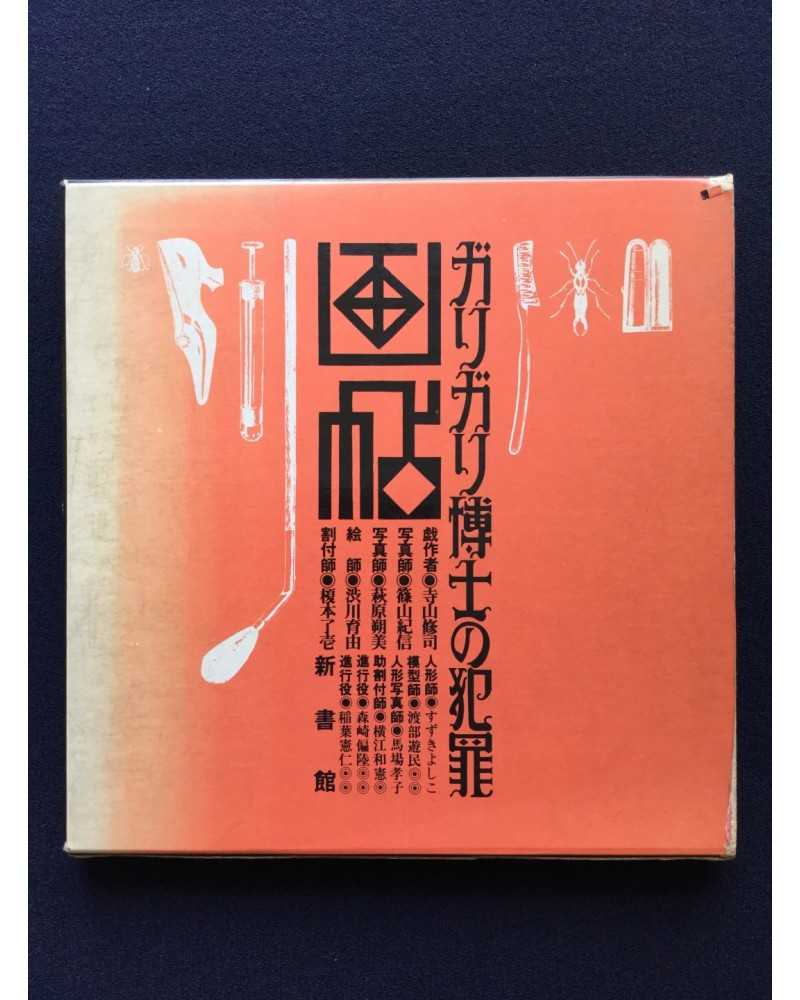 ガリガリ博士の犯罪
画帖
戯作者●寺山修司
写真師●篠山紀信
写真師●萩原朔美
絵師●渋川育由
割付師●榎本了壱
人形師●すずきよしこ
模型師●渡部遊民◎◎
人形写真師●馬場孝子
助割付師●横江和憲◎
進行役●森崎偏陸◎◎
進行役●稲葉憲仁◎◎
新書館